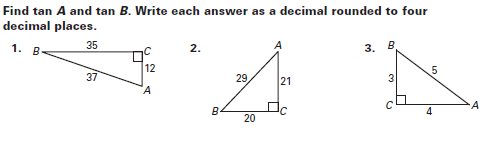 Find tan A and tan B. Write each answer as a decimal rounded to four
decimal places.
1. B 35 C 12 37 A
2. A 29 21 B 20 C
3. B 3 5 C 4 A